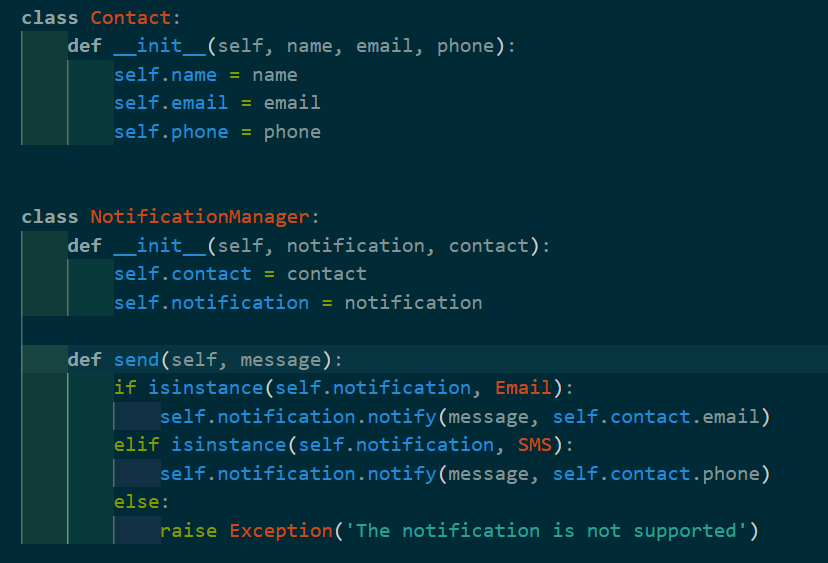 class Contact:
    def __init__(self, name, email, phone):
        self.name = name
        self.email = email
        self.phone = phone
class NotificationManager:
    def __init__(self, notification, contact):
        self.contact = contact
        self.notification = notification
    def send(self, message):
        if isinstance(self.notification, Email):
            self.notification.notify(message, self.contact.email)
        elif isinstance(self.notification, SMS):
            self.notification.notify(message, self.contact.phone)
        else:
            raise Exception('The notification is not supported')